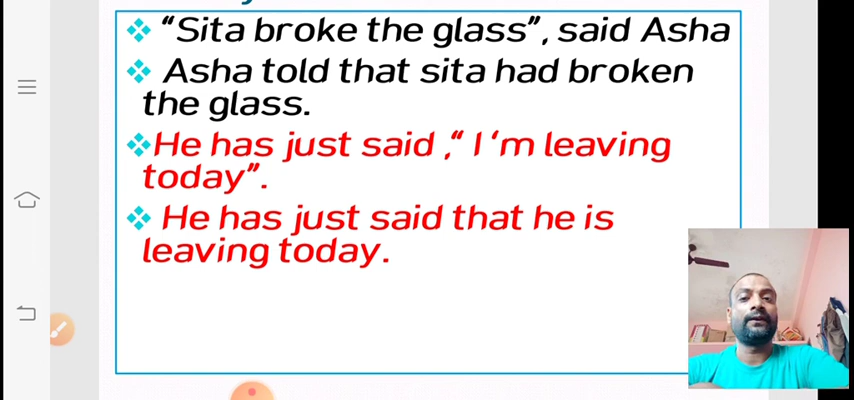 “Sita broke the glass”, said Asha
Asha told that sita had broken
the glass.
He has just said ,“ I ‘m leaving
today”.
He has just said that he is
leaving today.